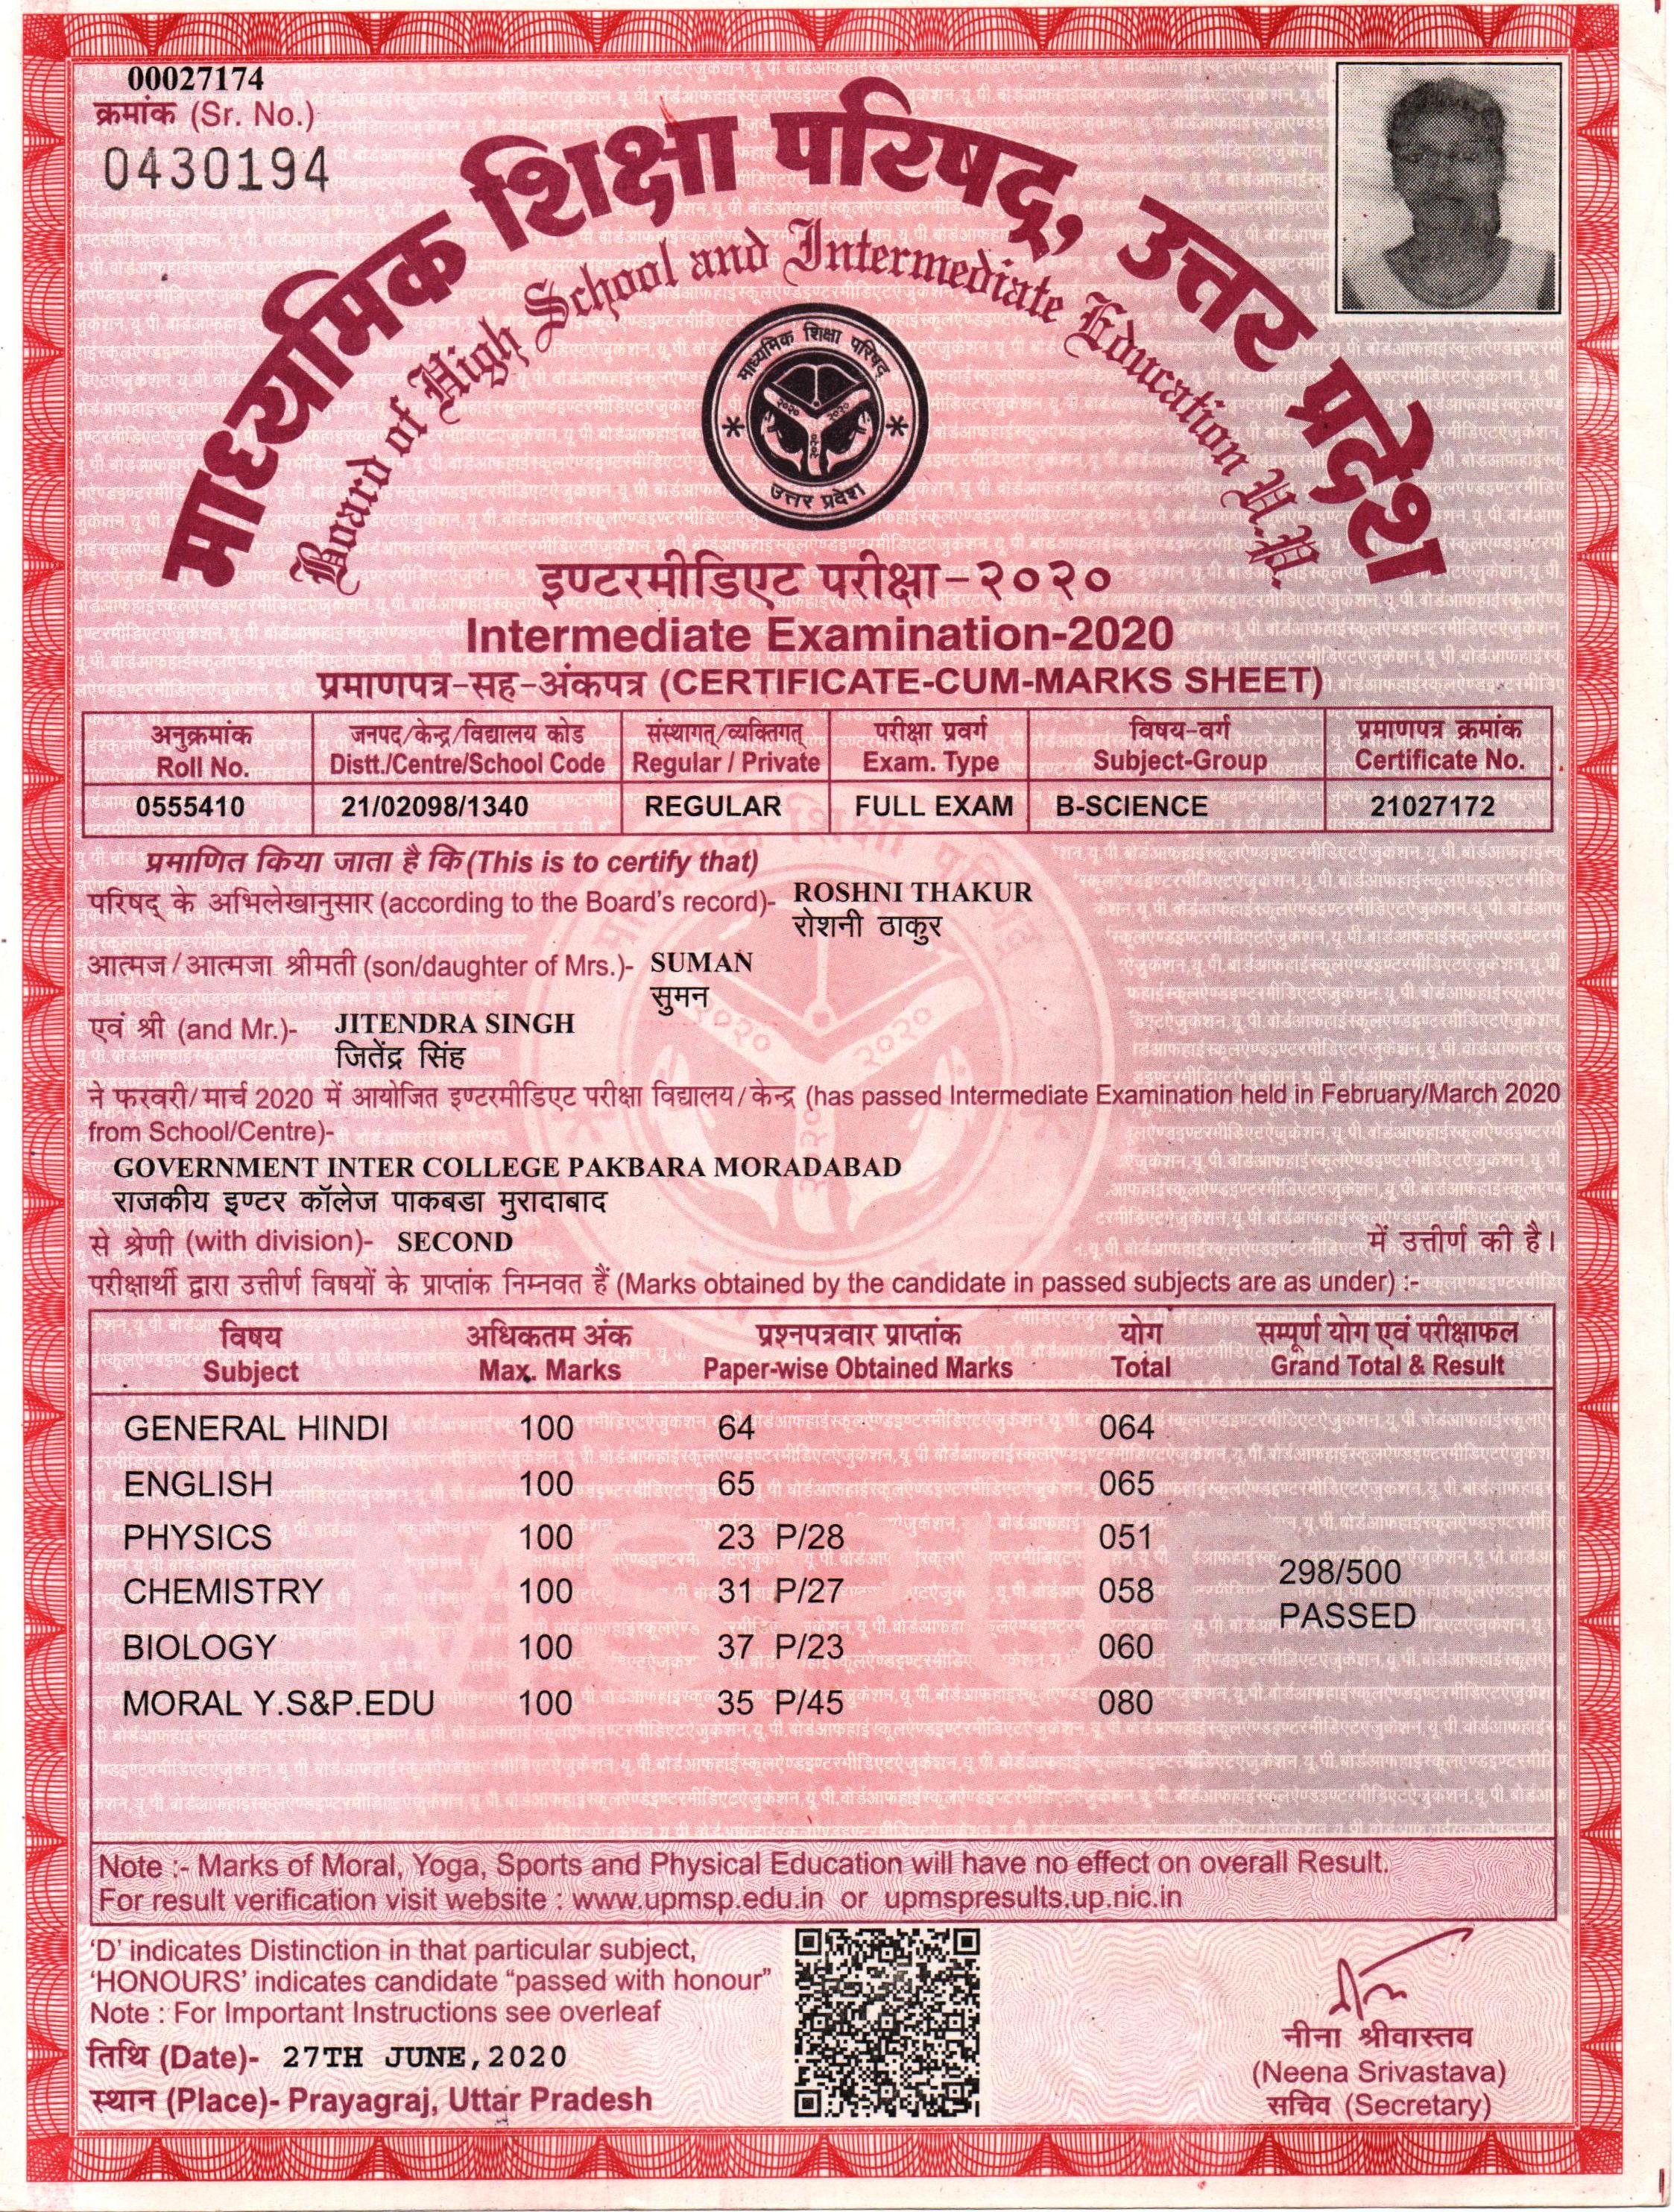 00027174
क्रमांक (Sr. No.)
0430194
माध्यमिक शिक्षा परिषद्, उत्तर प्रदेश
Board of High School and Intermediate Education U.P.
माध्यमिक शिक्षा परिषद्
२०२० २०२०
२०२०
उत्तर प्रदेश
इण्टरमीडिएट परीक्षा-२०२०
Intermediate Examination-2020
प्रमाणपत्र-सह-अंकपत्र (CERTIFICATE-CUM-MARKS SHEET)
अनुक्रमांक जनपद/केन्द्र/विद्यालय कोड संस्थागत्/व्यक्तिगत् परीक्षा प्रवर्ग विषय-वर्ग प्रमाणपत्र क्रमांक
Roll No. Distt./Centre/School Code Regular / Private Exam. Type Subject-Group Certificate No.
0555410 21/02098/1340 REGULAR FULL EXAM B-SCIENCE 21027172
प्रमाणित किया जाता है कि (This is to certify that)
परिषद् के अभिलेखानुसार (according to the Board's record)- ROSHNI THAKUR
रोशनी ठाकुर
आत्मज/आत्मजा श्रीमती (son/daughter of Mrs.)- SUMAN
सुमन
एवं श्री (and Mr.)- JITENDRA SINGH
जितेंद्र सिंह
ने फरवरी/मार्च 2020 में आयोजित इण्टरमीडिएट परीक्षा विद्यालय/केन्द्र (has passed Intermediate Examination held in February/March 2020
from School/Centre)-
GOVERNMENT INTER COLLEGE PAKBARA MORADABAD
राजकीय इण्टर कॉलेज पाकबडा मुरादाबाद
से श्रेणी (with division)- SECOND में उत्तीर्ण की है।
परीक्षार्थी द्वारा उत्तीर्ण विषयों के प्राप्तांक निम्नवत हैं (Marks obtained by the candidate in passed subjects are as under) :-
विषय अधिकतम अंक प्रश्नपत्रवार प्राप्तांक योग सम्पूर्ण योग एवं परीक्षाफल
Subject Max. Marks Paper-wise Obtained Marks Total Grand Total & Result
GENERAL HINDI 100 64 064
ENGLISH 100 65 065
PHYSICS 100 23 P/28 051
298/500
CHEMISTRY 100 31 P/27 058
PASSED
BIOLOGY 100 37 P/23 060
MORAL Y.S&P.EDU 100 35 P/45 080
Note :- Marks of Moral, Yoga, Sports and Physical Education will have no effect on overall Result.
For result verification visit website : www.upmsp.edu.in or upmspresults.up.nic.in
'D' indicates Distinction in that particular subject,
'HONOURS' indicates candidate "passed with honour"
Note : For Important Instructions see overleaf
तिथि (Date)- 27TH JUNE,2020
स्थान (Place)- Prayagraj, Uttar Pradesh
नीना श्रीवास्तव
(Neena Srivastava)
सचिव (Secretary)